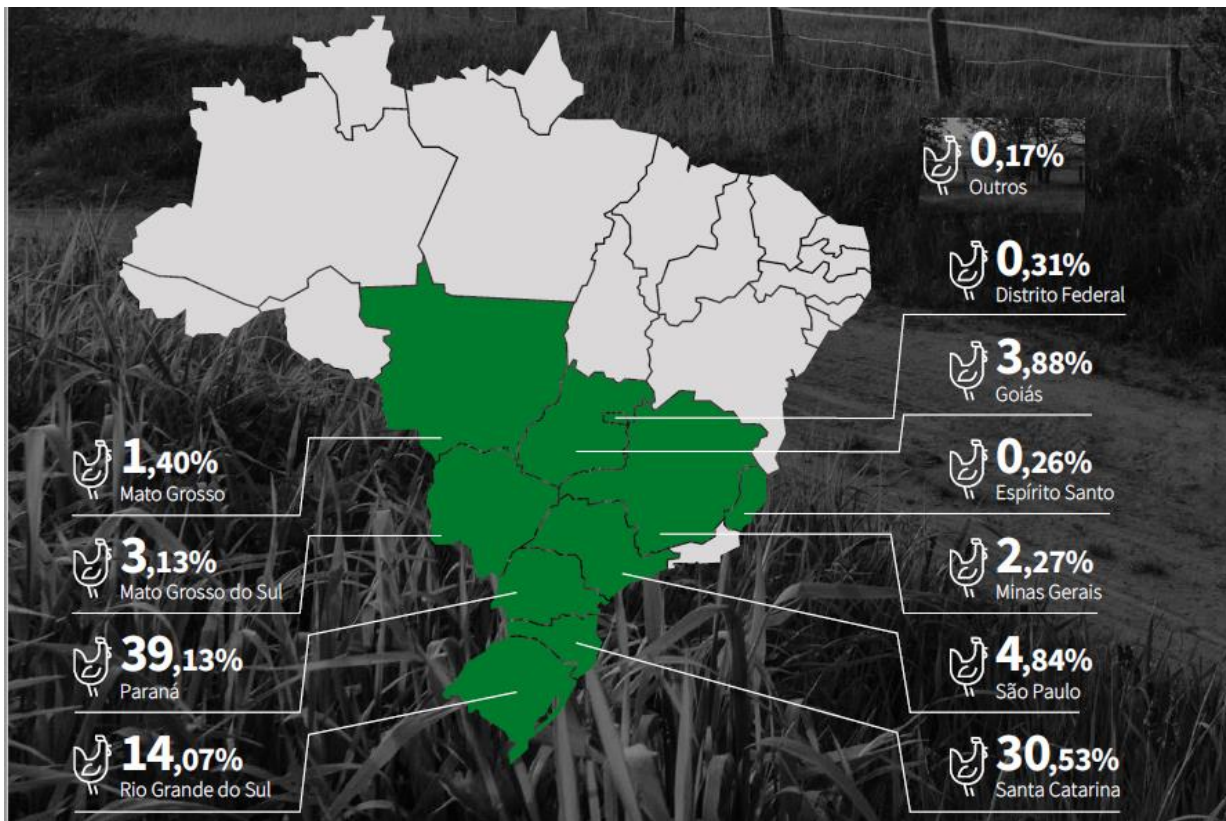 0,17%
Outros
0,31%
Distrito Federal
3,88%
Goiás
0,26%
Espírito Santo
2,27%
Minas Gerais
4,84%
São Paulo
30,53%
Santa Catarina
1,40%
Mato Grosso
3,13%
Mato Grosso do Sul
39,13%
Paraná
14,07%
Rio Grande do Sul